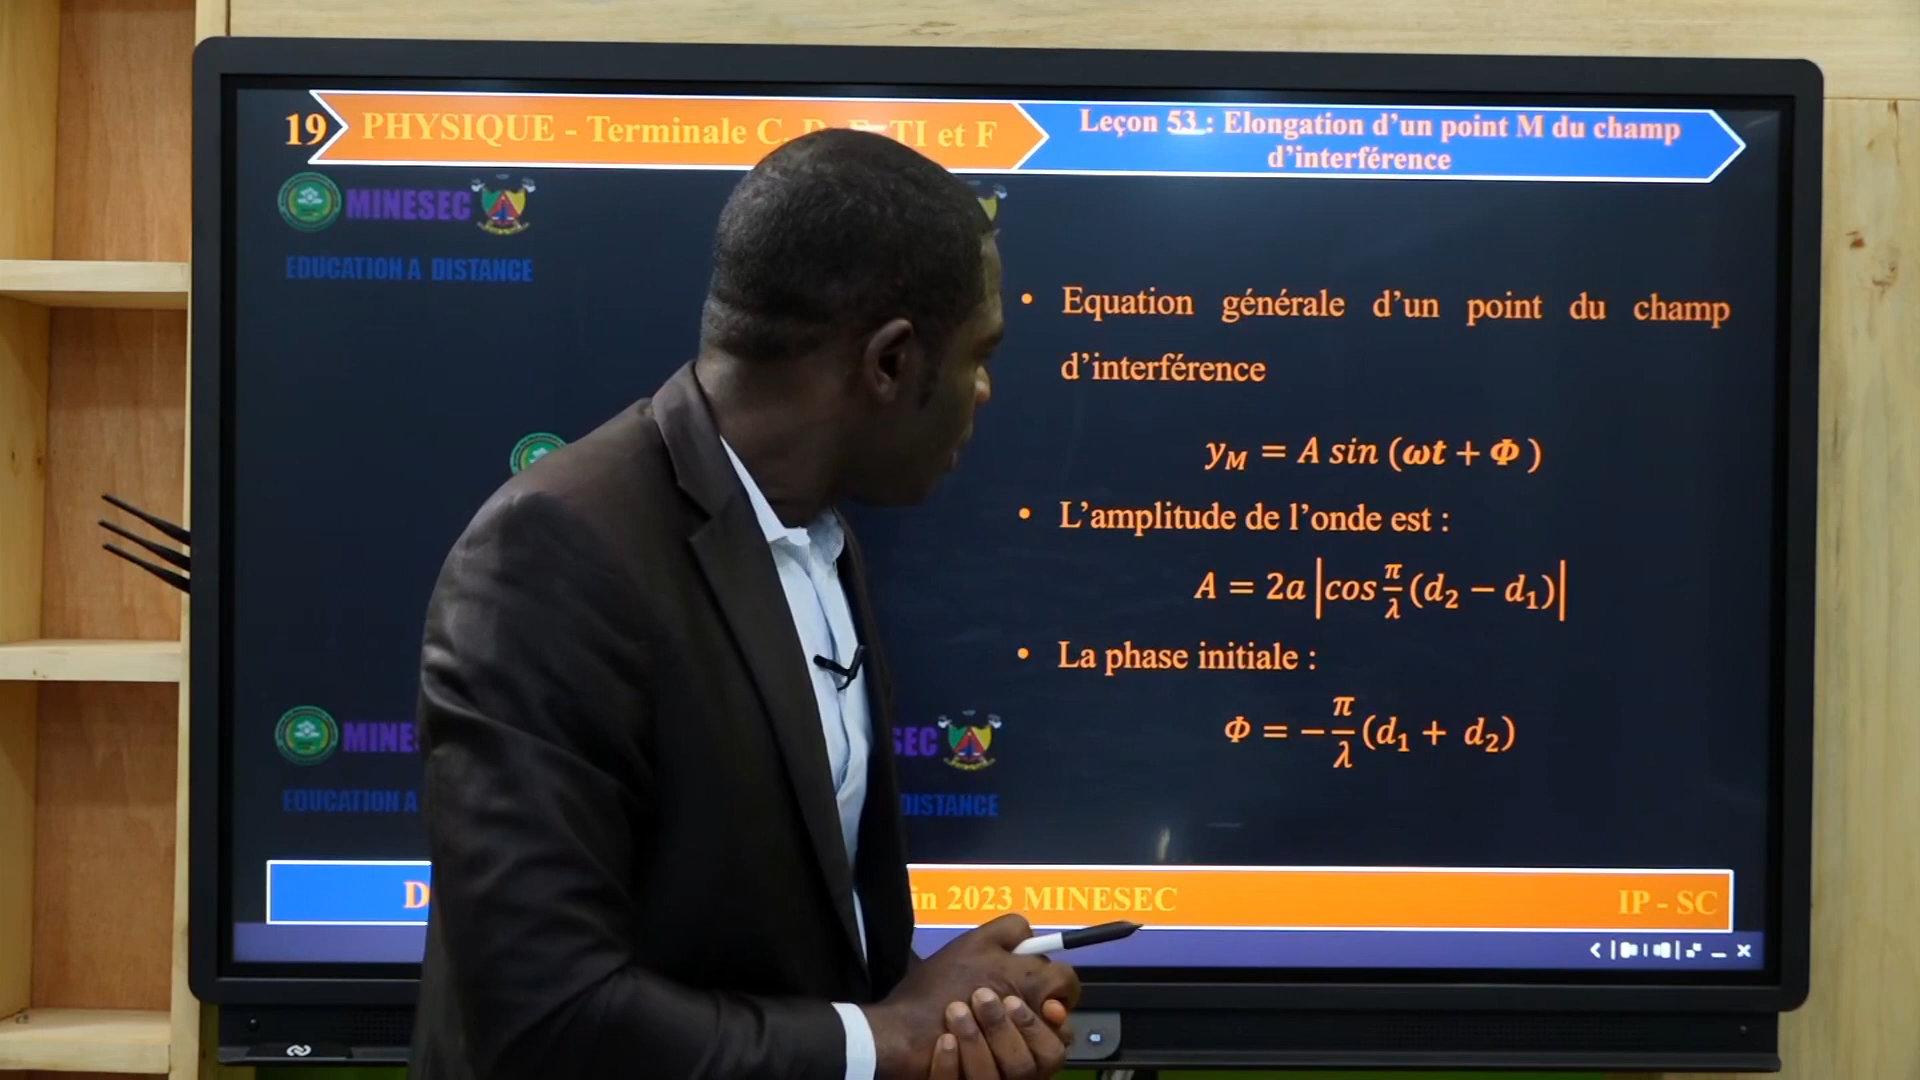 19 PHYSIQUE - Terminale C, D, E, TI et F
Leçon 53 : Elongation d'un point M du champ
d'interférence
MINESEC
EDUCATION A DISTANCE
• Equation générale d'un point du champ
d'interférence
y_M = A sin (ωt + Φ )
• L'amplitude de l'onde est :
A = 2a |cos π/λ (d₂ − d₁)|
• La phase initiale :
Φ = − π/λ (d₁ + d₂)
MINE
SEC
EDUCATION A
DISTANCE
in 2023 MINESEC
IP - SC